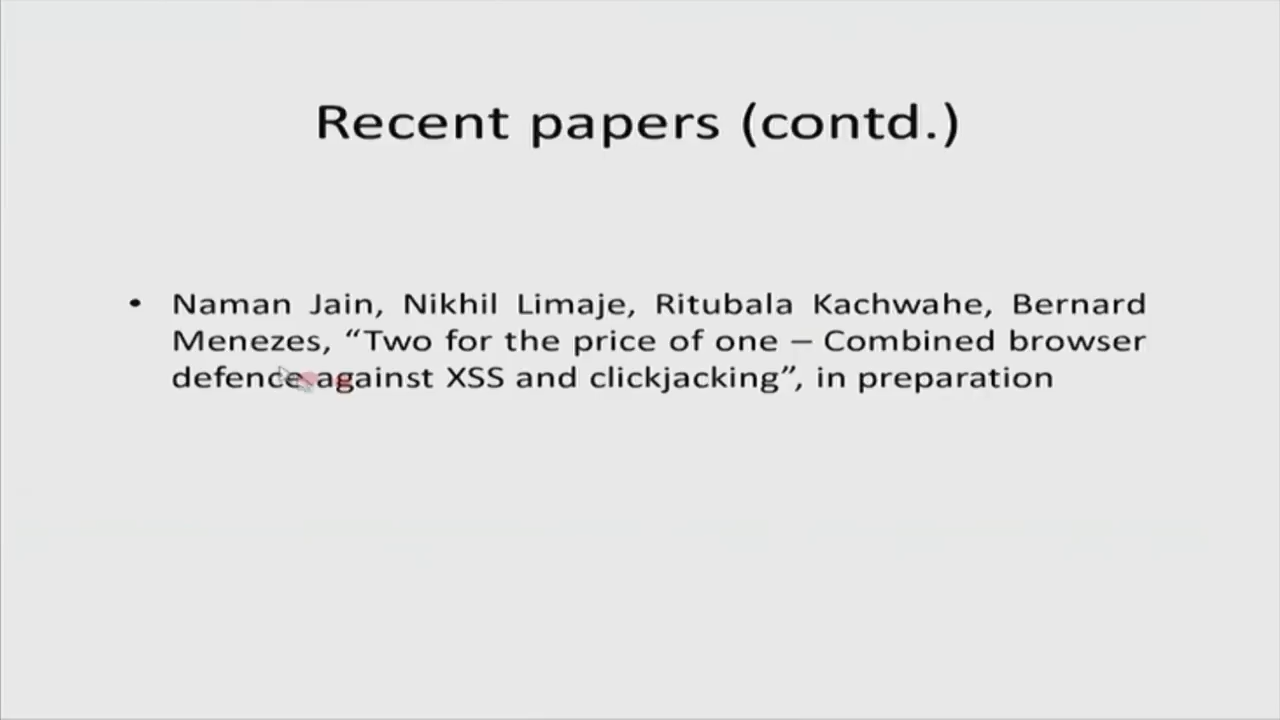 Recent papers (contd.)
• Naman Jain, Nikhil Limaje, Ritubala Kachwahe, Bernard
Menezes, “Two for the price of one – Combined browser
defence against XSS and clickjacking”, in preparation